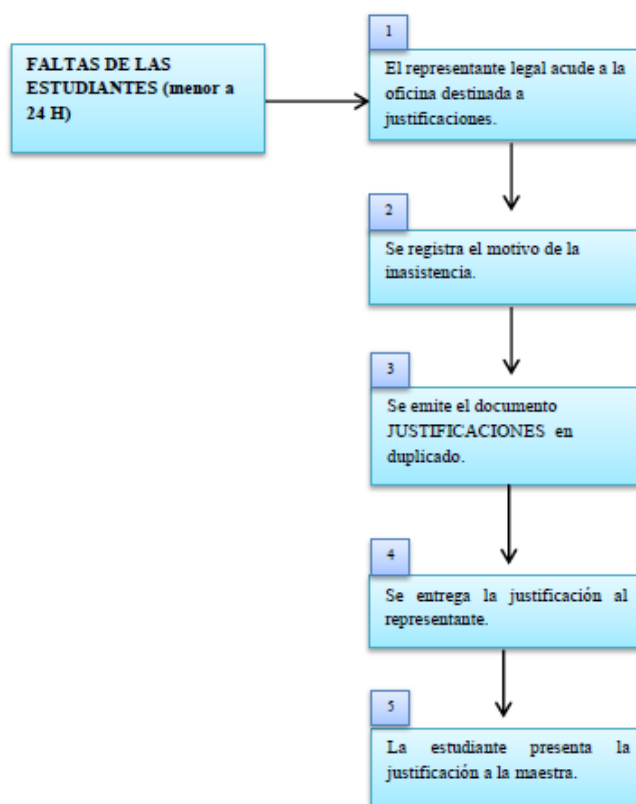 FALTAS DE LAS
ESTUDIANTES (menor a
24 H)
1
El representante legal acude a la
oficina destinada a
justificaciones.
2
Se registra el motivo de la
inasistencia.
3
Se emite el documento
JUSTIFICACIONES en
duplicado.
4
Se entrega la justificación al
representante.
5
La estudiante presenta la
justificación a la maestra.